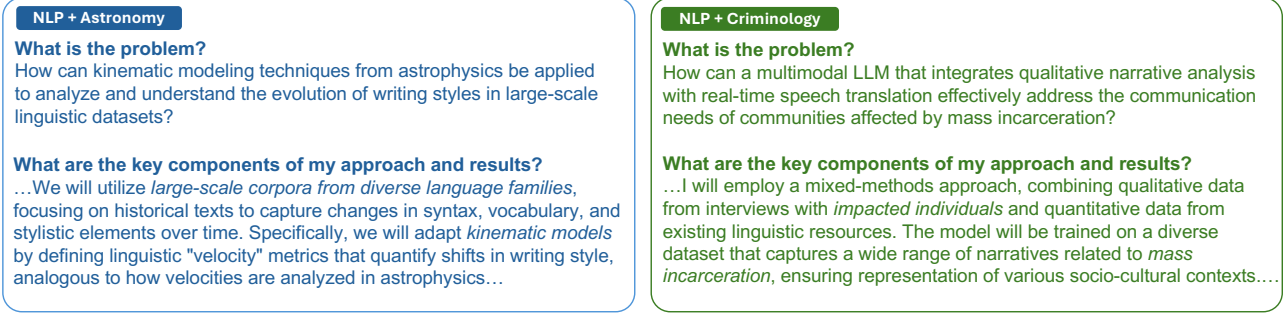 NLP + Astronomy
What is the problem?
How can kinematic modeling techniques from astrophysics be applied
to analyze and understand the evolution of writing styles in large-scale
linguistic datasets?
What are the key components of my approach and results?
…We will utilize large-scale corpora from diverse language families,
focusing on historical texts to capture changes in syntax, vocabulary, and
stylistic elements over time. Specifically, we will adapt kinematic models
by defining linguistic "velocity" metrics that quantify shifts in writing style,
analogous to how velocities are analyzed in astrophysics…
NLP + Criminology
What is the problem?
How can a multimodal LLM that integrates qualitative narrative analysis
with real-time speech translation effectively address the communication
needs of communities affected by mass incarceration?
What are the key components of my approach and results?
…I will employ a mixed-methods approach, combining qualitative data
from interviews with impacted individuals and quantitative data from
existing linguistic resources. The model will be trained on a diverse
dataset that captures a wide range of narratives related to mass
incarceration, ensuring representation of various socio-cultural contexts.…